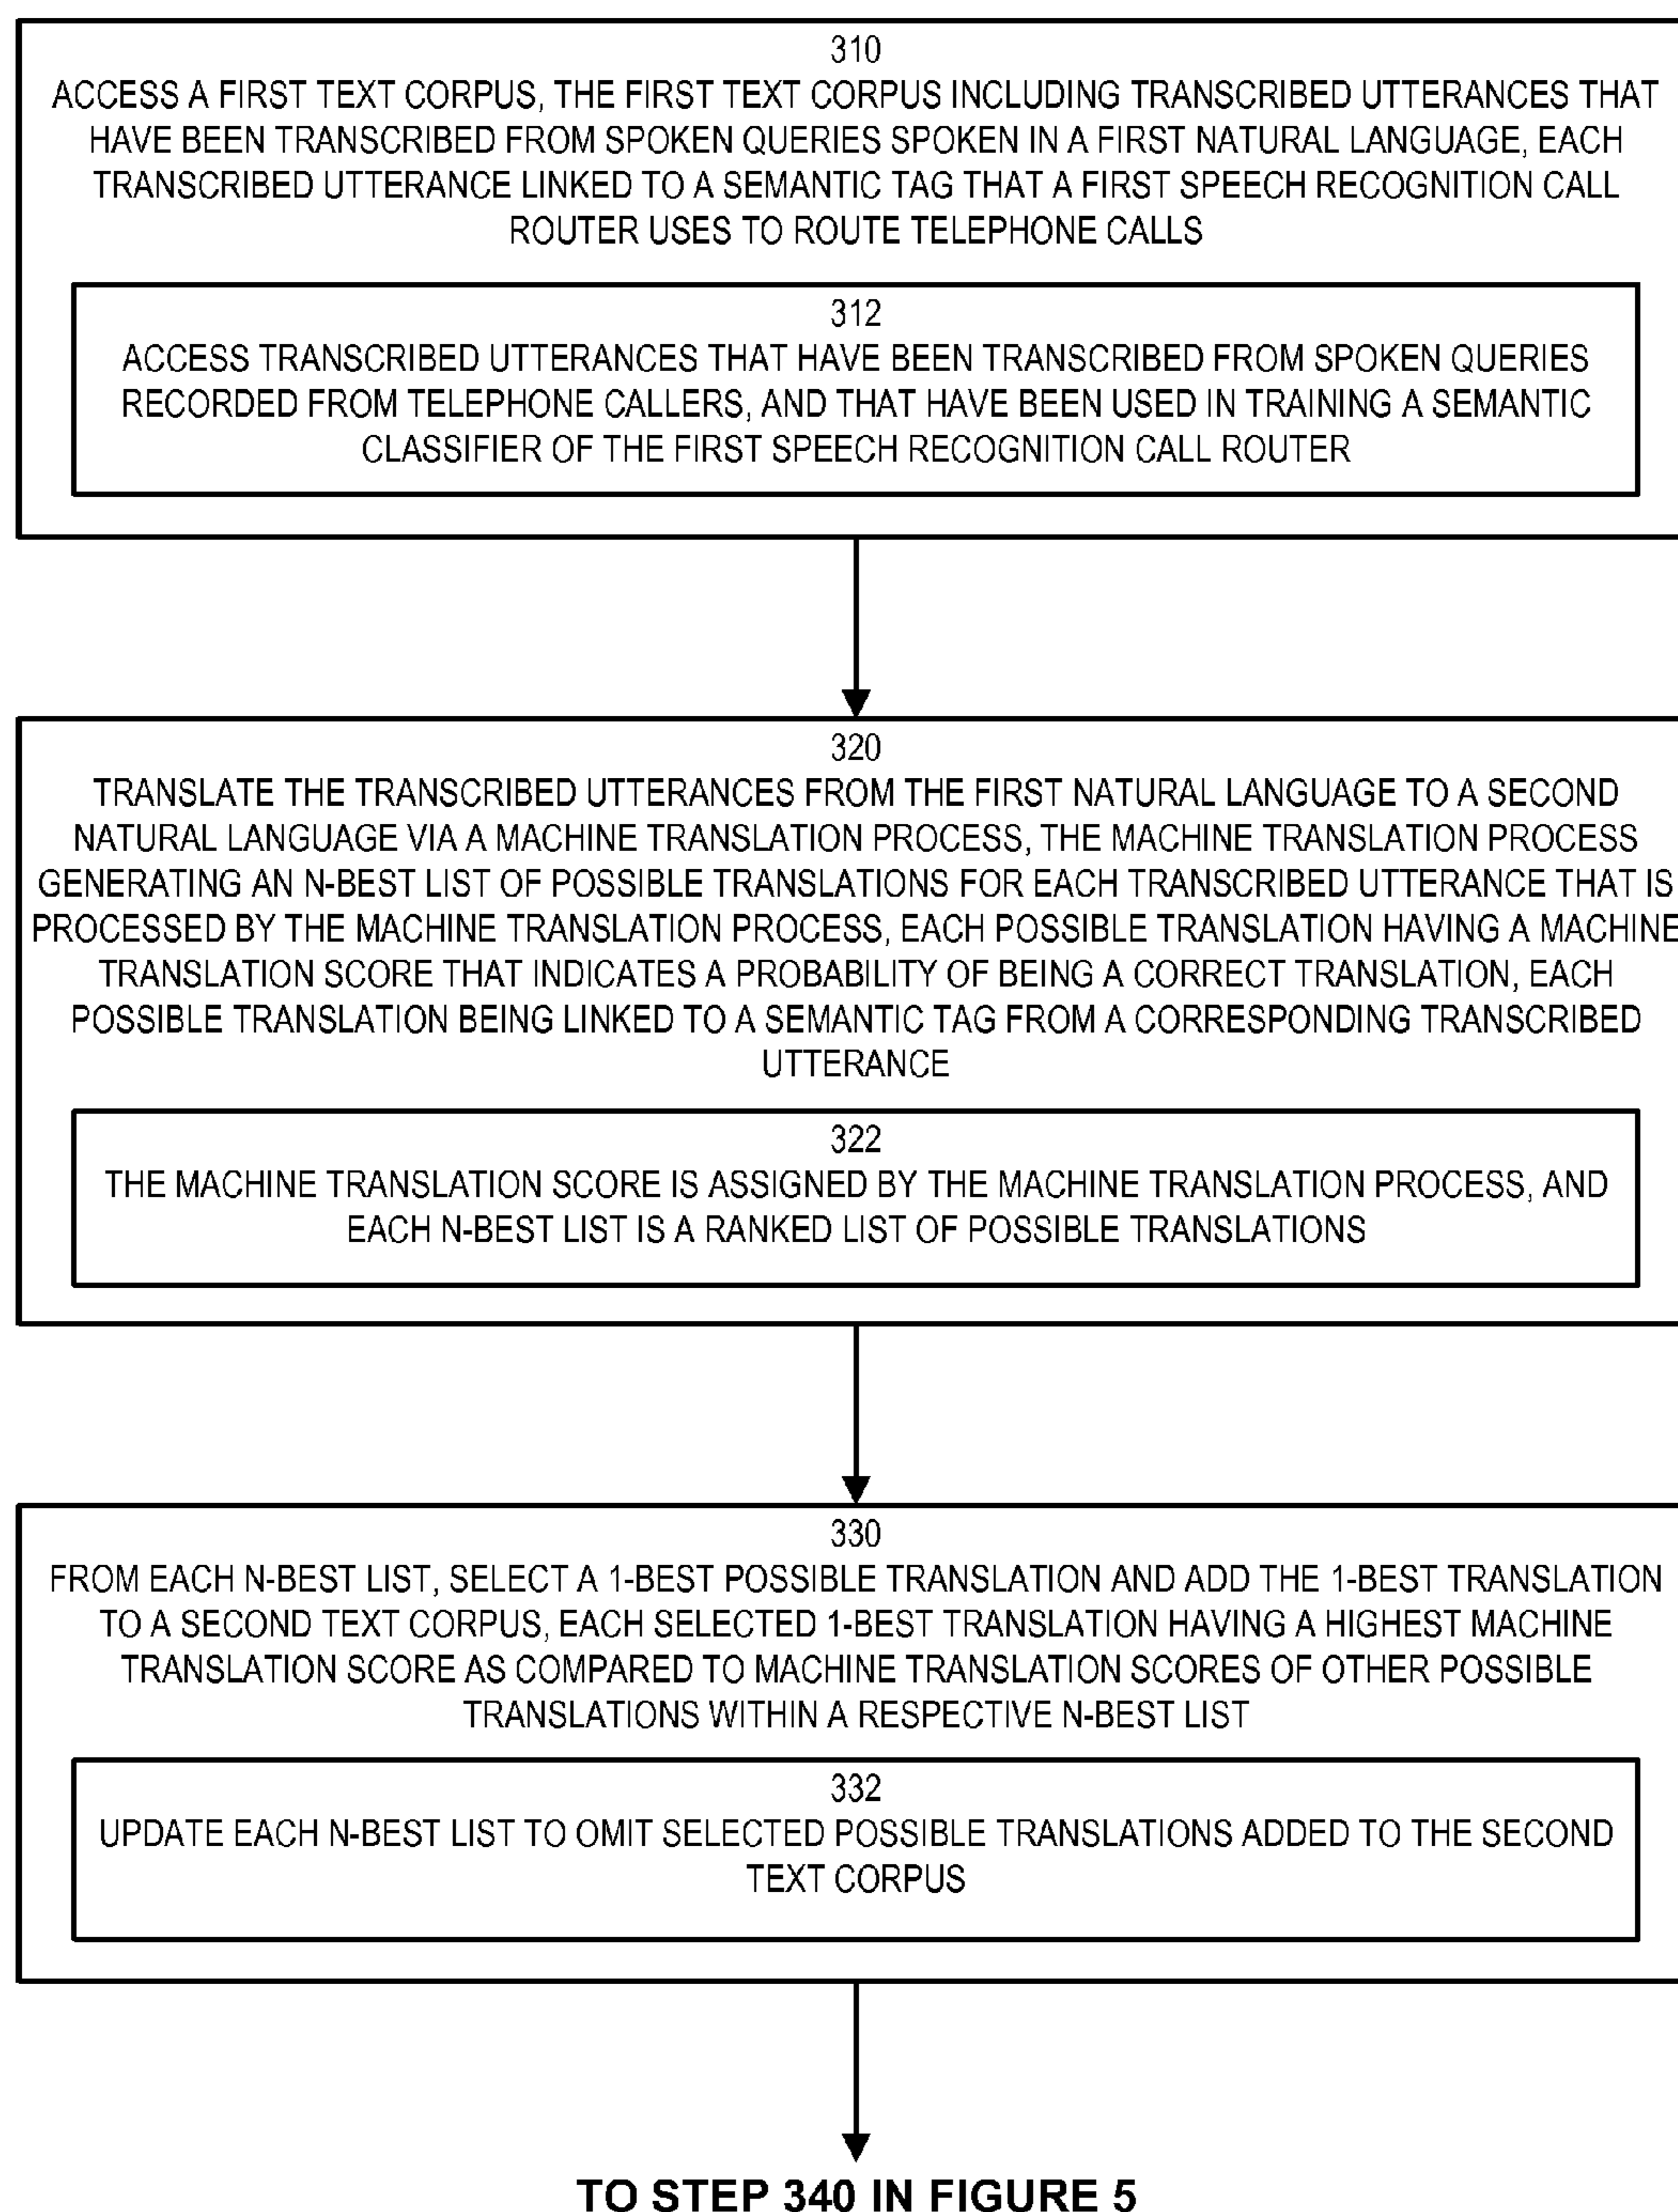 310
ACCESS A FIRST TEXT CORPUS, THE FIRST TEXT CORPUS INCLUDING TRANSCRIBED UTTERANCES THAT
HAVE BEEN TRANSCRIBED FROM SPOKEN QUERIES SPOKEN IN A FIRST NATURAL LANGUAGE, EACH
TRANSCRIBED UTTERANCE LINKED TO A SEMANTIC TAG THAT A FIRST SPEECH RECOGNITION CALL
ROUTER USES TO ROUTE TELEPHONE CALLS
312
ACCESS TRANSCRIBED UTTERANCES THAT HAVE BEEN TRANSCRIBED FROM SPOKEN QUERIES
RECORDED FROM TELEPHONE CALLERS, AND THAT HAVE BEEN USED IN TRAINING A SEMANTIC
CLASSIFIER OF THE FIRST SPEECH RECOGNITION CALL ROUTER
320
TRANSLATE THE TRANSCRIBED UTTERANCES FROM THE FIRST NATURAL LANGUAGE TO A SECOND
NATURAL LANGUAGE VIA A MACHINE TRANSLATION PROCESS, THE MACHINE TRANSLATION PROCESS
GENERATING AN N-BEST LIST OF POSSIBLE TRANSLATIONS FOR EACH TRANSCRIBED UTTERANCE THAT IS
PROCESSED BY THE MACHINE TRANSLATION PROCESS, EACH POSSIBLE TRANSLATION HAVING A MACHINE
TRANSLATION SCORE THAT INDICATES A PROBABILITY OF BEING A CORRECT TRANSLATION, EACH
POSSIBLE TRANSLATION BEING LINKED TO A SEMANTIC TAG FROM A CORRESPONDING TRANSCRIBED
UTTERANCE
322
THE MACHINE TRANSLATION SCORE IS ASSIGNED BY THE MACHINE TRANSLATION PROCESS, AND
EACH N-BEST LIST IS A RANKED LIST OF POSSIBLE TRANSLATIONS
330
FROM EACH N-BEST LIST, SELECT A 1-BEST POSSIBLE TRANSLATION AND ADD THE 1-BEST TRANSLATION
TO A SECOND TEXT CORPUS, EACH SELECTED 1-BEST TRANSLATION HAVING A HIGHEST MACHINE
TRANSLATION SCORE AS COMPARED TO MACHINE TRANSLATION SCORES OF OTHER POSSIBLE
TRANSLATIONS WITHIN A RESPECTIVE N-BEST LIST
332
UPDATE EACH N-BEST LIST TO OMIT SELECTED POSSIBLE TRANSLATIONS ADDED TO THE SECOND
TEXT CORPUS
TO STEP 340 IN FIGURE 5